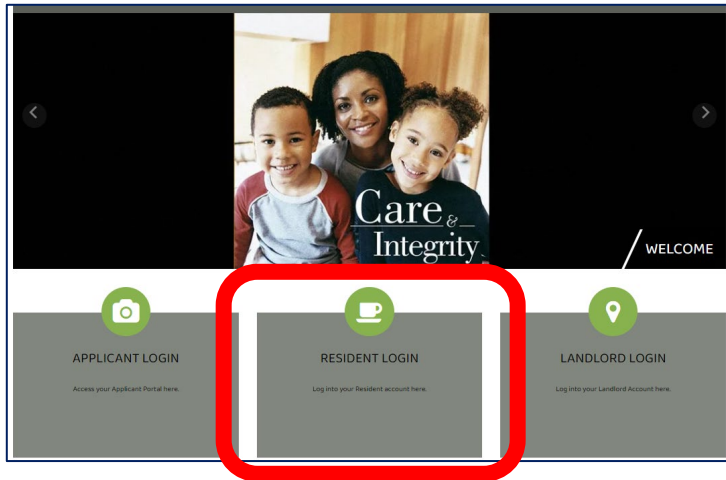 Care &
Integrity
WELCOME
APPLICANT LOGIN
Access your Applicant Portal here.
RESIDENT LOGIN
Log into your Resident account here.
LANDLORD LOGIN
Log into your Landlord Account here.